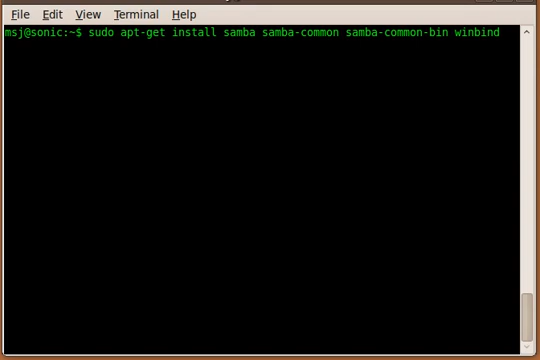 File Edit View Terminal Help
msj@sonic:~$ sudo apt-get install samba samba-common samba-common-bin winbind